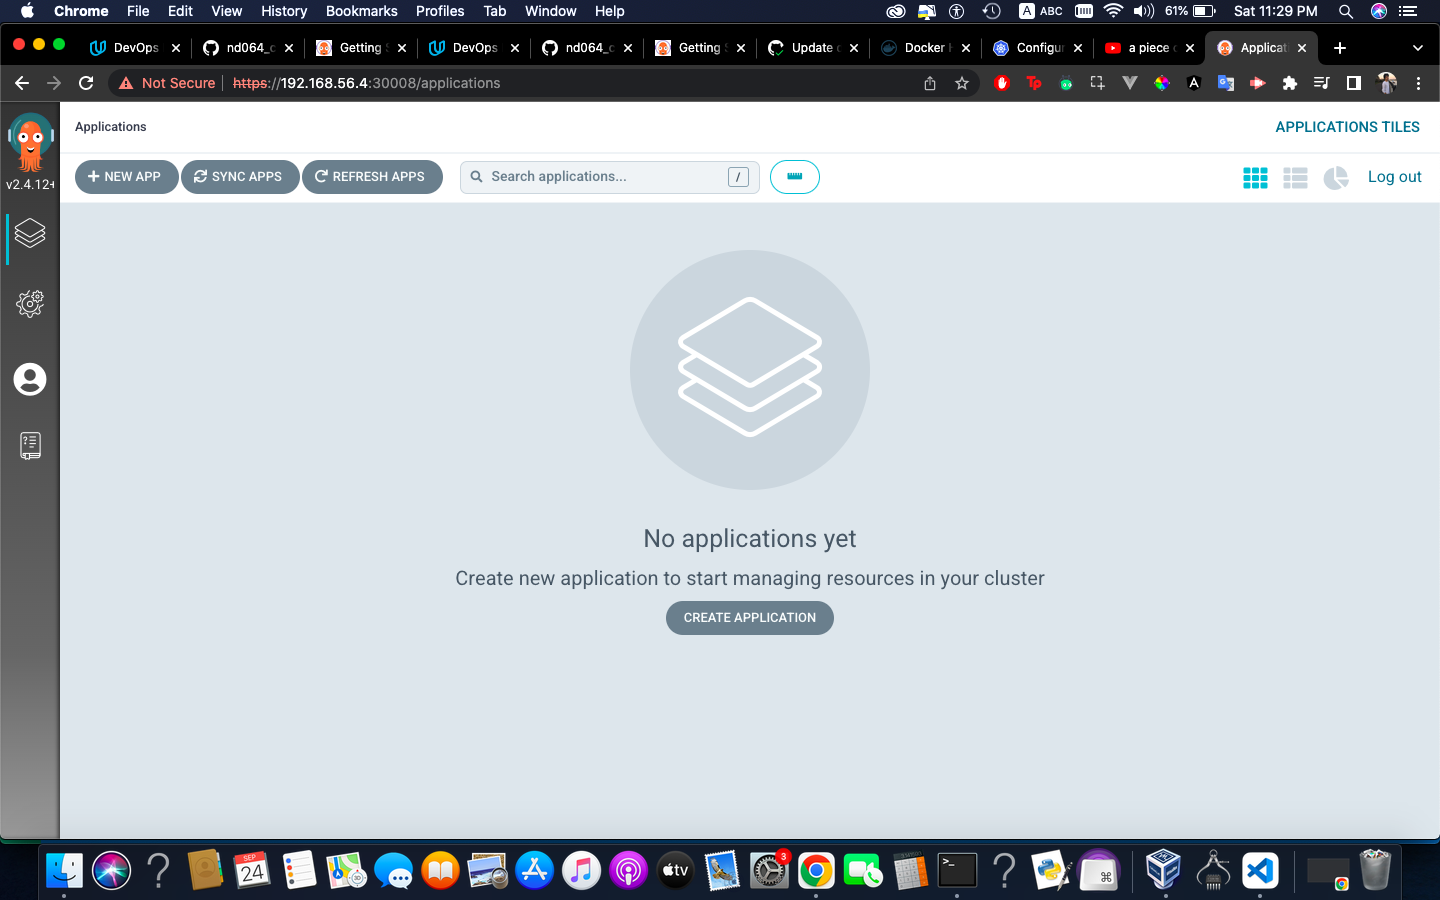 Chrome File Edit View History Bookmarks Profiles Tab Window Help A ABC 61% Sat 11:29 PM
DevOps nd064_c Getting DevOps nd064_c Getting Update Docker Configur a piece Applicat
Not Secure https://192.168.56.4:30008/applications
Applications APPLICATIONS TILES
v2.4.12+
NEW APP SYNC APPS REFRESH APPS Search applications... / Log out
No applications yet
Create new application to start managing resources in your cluster
CREATE APPLICATION
SEP
24
3D
tv
3
>_